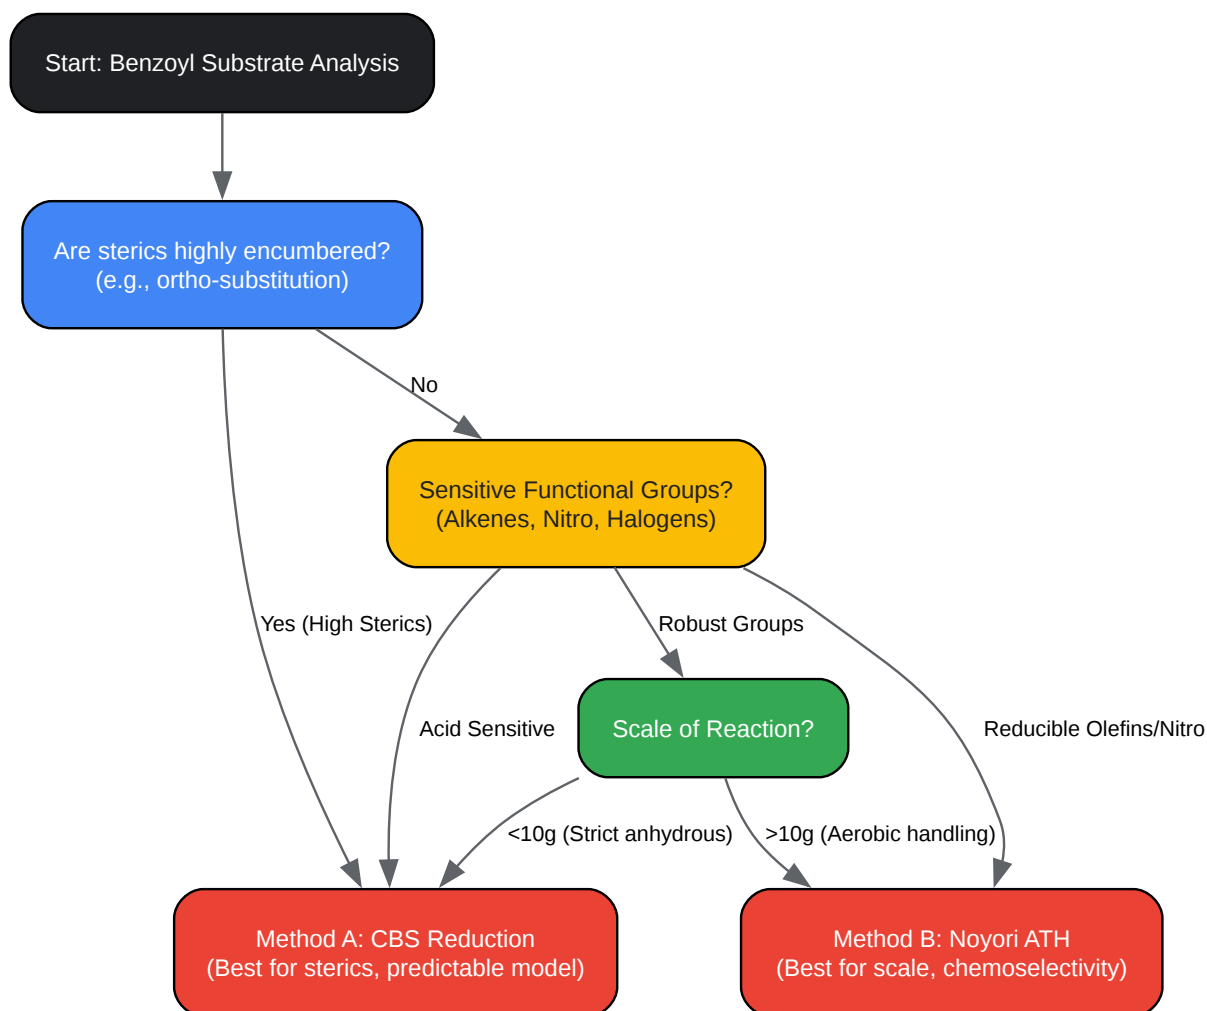 Start: Benzoyl Substrate Analysis
Are sterics highly encumbered?
(e.g., ortho-substitution)
No
Sensitive Functional Groups?
(Alkenes, Nitro, Halogens)
Yes (High Sterics)
Robust Groups
Acid Sensitive
Scale of Reaction?
Reducible Olefins/Nitro
<10g (Strict anhydrous)
>10g (Aerobic handling)
Method A: CBS Reduction
(Best for sterics, predictable model)
Method B: Noyori ATH
(Best for scale, chemoselectivity)